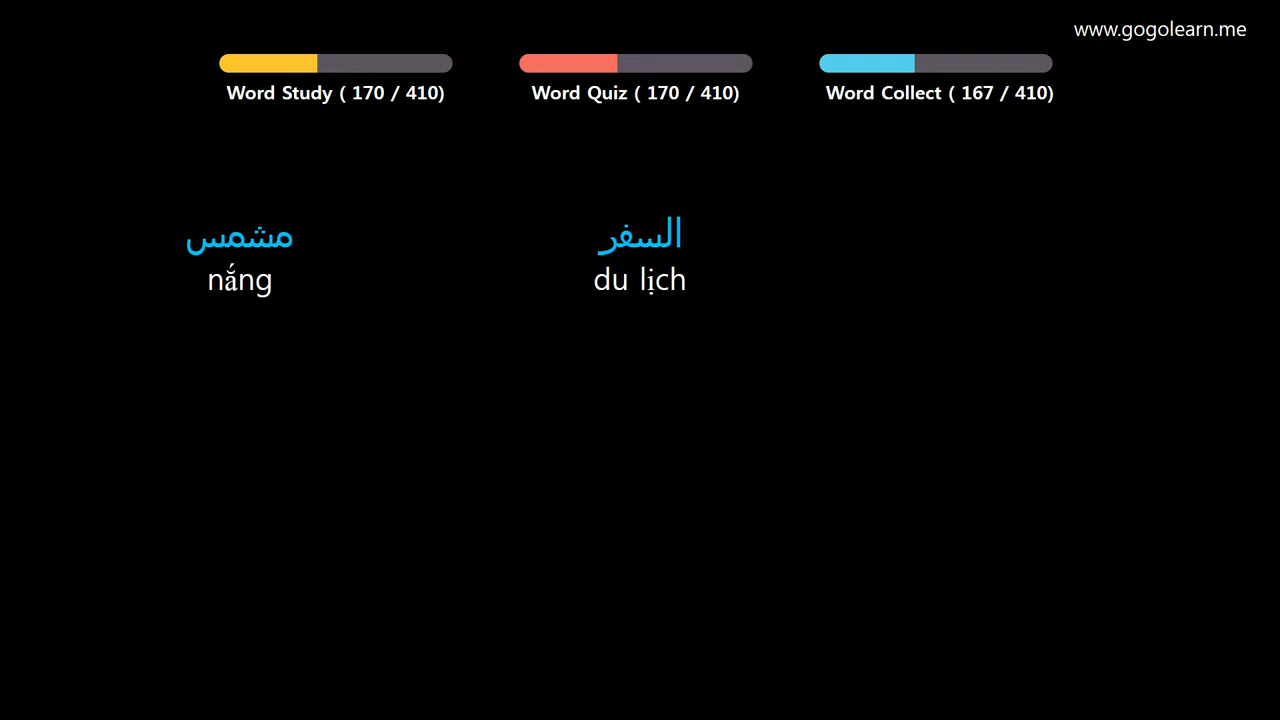 www.gogolearn.me
Word Study ( 170 / 410)
Word Quiz ( 170 / 410)
Word Collect ( 167 / 410)
مشمس
nắng
السفر
du lịch